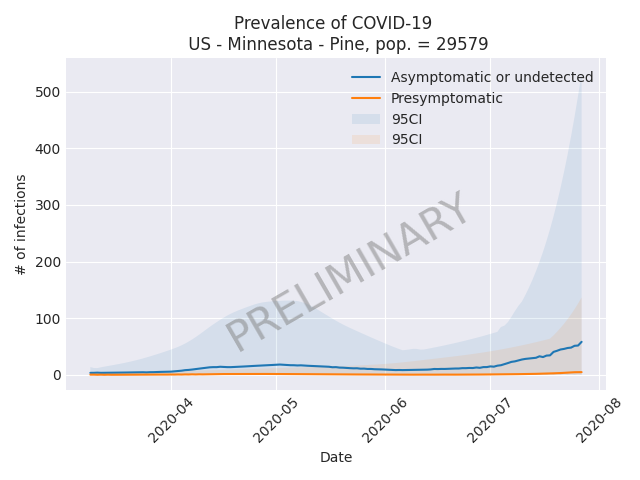 Prevalence of COVID-19
US - Minnesota - Pine, pop. = 29579
Asymptomatic or undetected
Presymptomatic
95CI
95CI
# of infections
500
400
300
200
100
0
PRELIMINARY
2020-04
2020-05
2020-06
2020-07
2020-08
Date